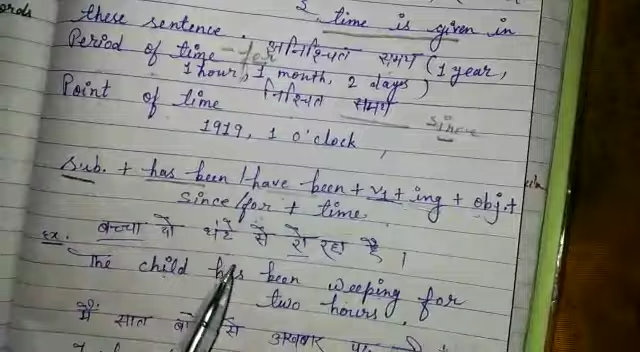 ords
time is given in
these sentence.
Period of time - for अनिश्चित समय (1 year,
1 hour, 1 month, 2 days)
Point of time निश्चित समय
since
1919, 1 o'clock,
Sub. + has been / have been + v1 + ing + obj. +
since/for + time.
Ex. बच्चा दो घंटे से रो रहा है ।
The child has been weeping for
two hours.
मैं सात से अखबार